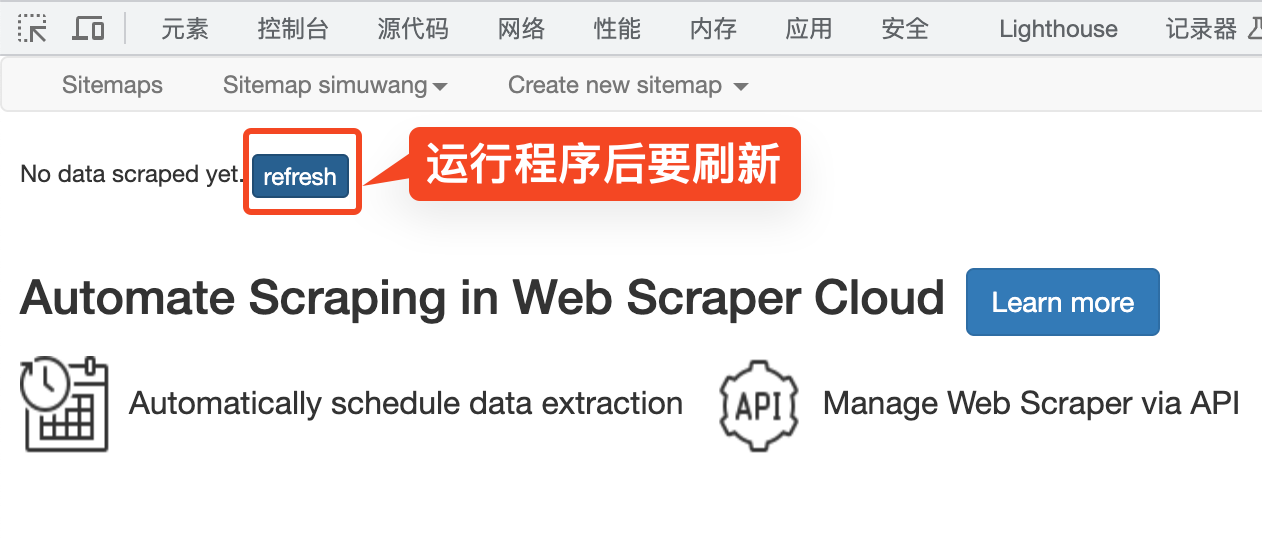 元素 控制台 源代码 网络 性能 内存 应用 安全 Lighthouse 记录器
Sitemaps Sitemap simuwang Create new sitemap
No data scraped yet. refresh 运行程序后要刷新
Automate Scraping in Web Scraper Cloud Learn more
Automatically schedule data extraction API Manage Web Scraper via API